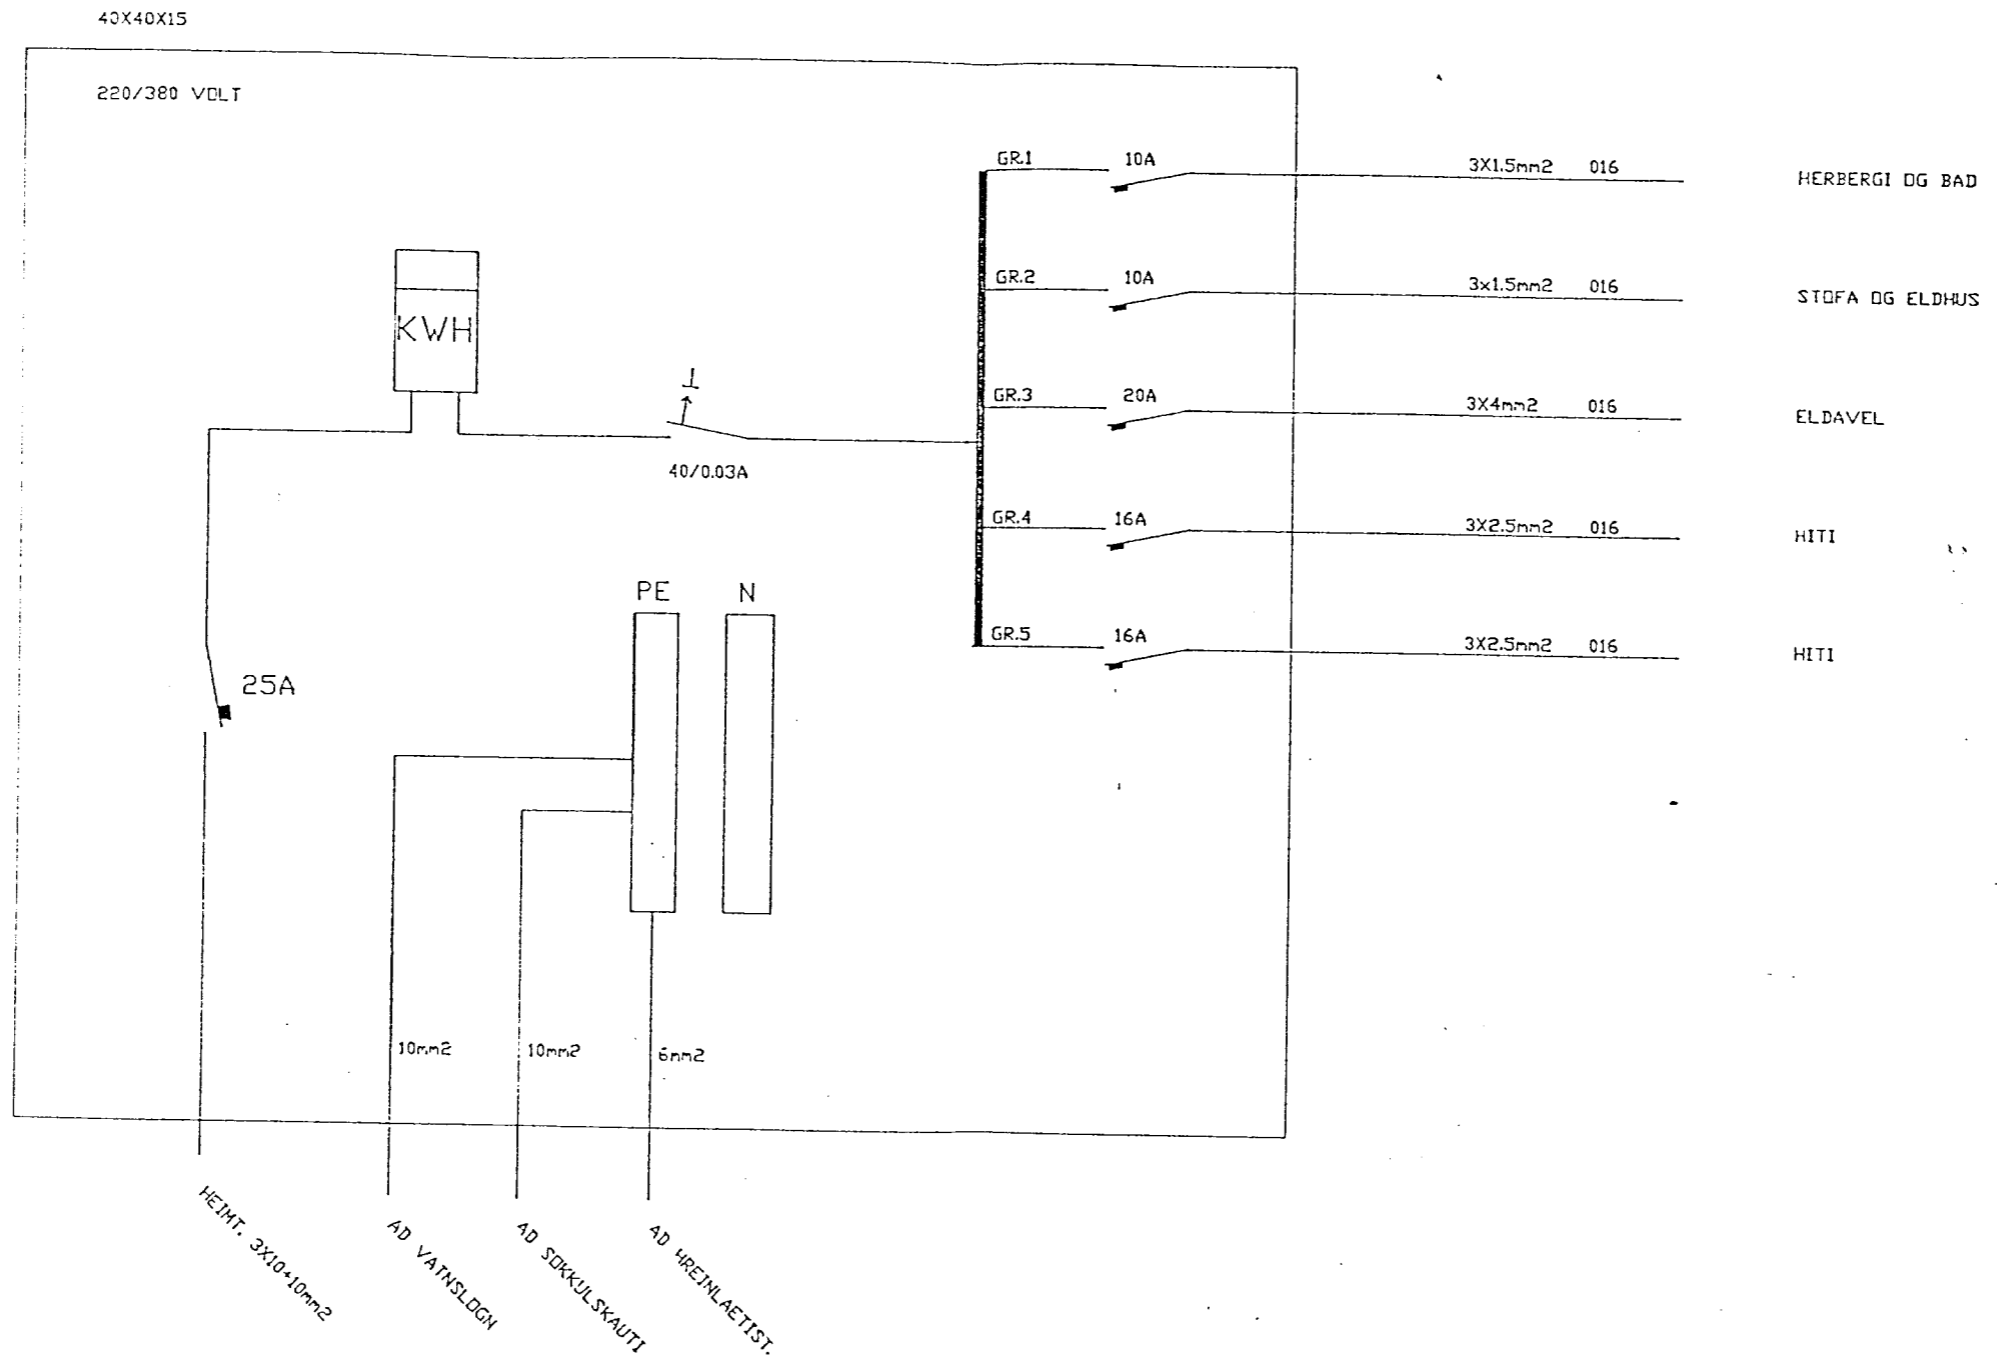 40X40X15
220/380 VOLT
GR.1 10A 3X1.5mm2 016 HERBERGI OG BAD
GR.2 10A 3x1.5mm2 016 STOFA OG ELDHUS
KWH
GR.3 20A 3X4mm2 016 ELDAVEL
40/0.03A
GR.4 16A 3X2.5mm2 016 HITI
PE N
GR.5 16A 3X2.5mm2 016 HITI
25A
10mm2 10mm2 6mm2
HEIMT. 3X10+10mm2
AD VATNSLOGN
AD SOKKULSKAUTI
AD HREINLAETIST.